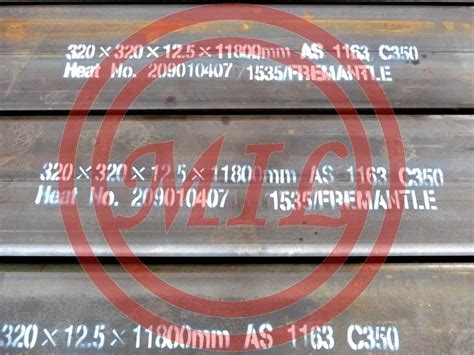 320×320×12.5×11800mm AS 1163 C350
Heat No. 209010407 1535/FREMANTLE
320×320×12.5×11800mm AS 1163 C350
Heat No. 209010407 1535/FREMANTLE
MIL
320×12.5×11800mm AS 1163 C350